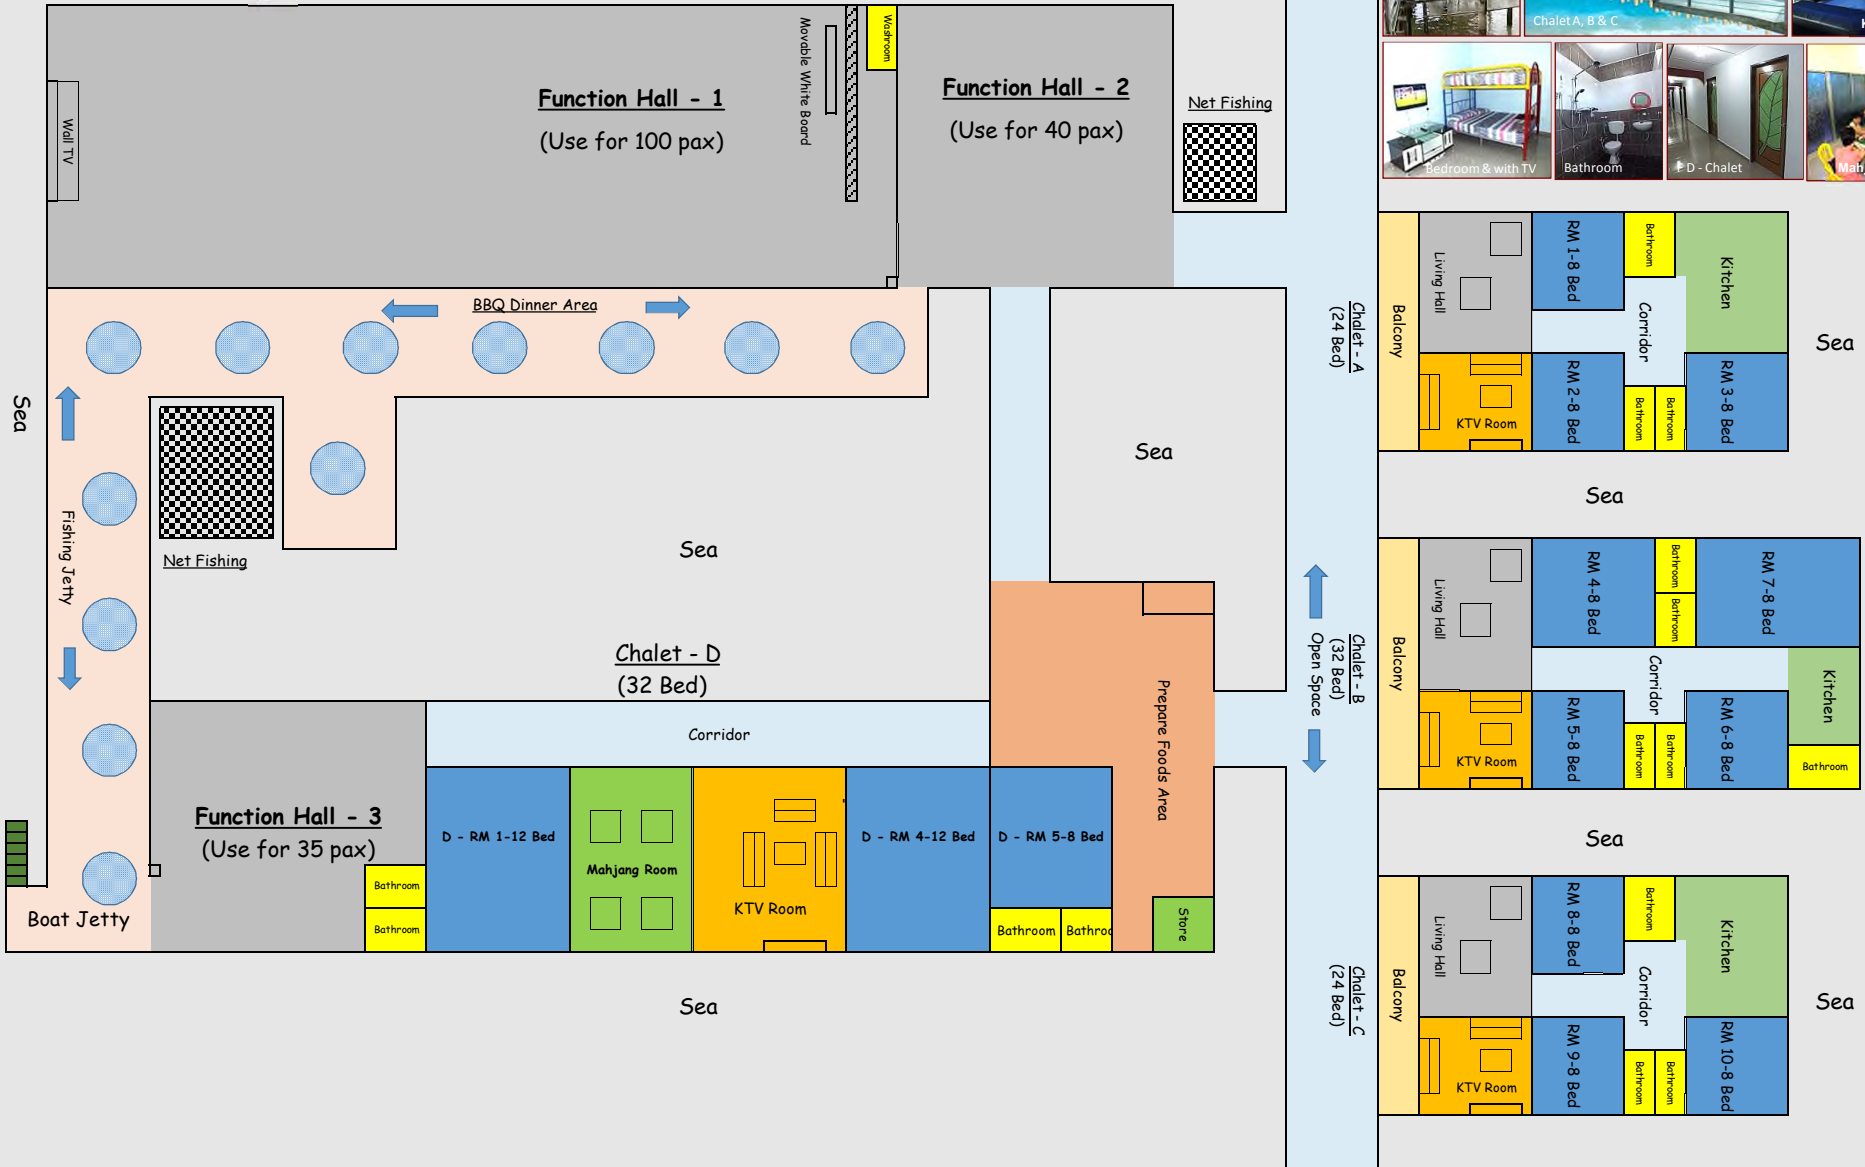 Chalet A, B & C
K
Bedroom & with TV
Bathroom
D - Chalet
Mah
Function Hall - 1
(Use for 100 pax)
Wall TV
Movable White Board
Washroom
Function Hall - 2
(Use for 40 pax)
Net Fishing
BBQ Dinner Area
Sea
Fishing Jetty
Net Fishing
Sea
Sea
Chalet - D
(32 Bed)
Corridor
Function Hall - 3
(Use for 35 pax)
Bathroom
Bathroom
Boat Jetty
D - RM 1-12 Bed
Mahjang Room
KTV Room
D - RM 4-12 Bed
D - RM 5-8 Bed
Bathroom
Bathroo
Prepare Foods Area
Store
Sea
Chalet - A
(24 Bed)
Balcony
Living Hall
KTV Room
RM 1-8 Bed
RM 2-8 Bed
Bathroom
Corridor
Bathroom
Bathroom
Kitchen
RM 3-8 Bed
Sea
Sea
Chalet - B
(32 Bed)
Open Space
Balcony
Living Hall
KTV Room
RM 4-8 Bed
Bathroom
Bathroom
RM 7-8 Bed
Corridor
Kitchen
RM 5-8 Bed
Bathroom
Bathroom
RM 6-8 Bed
Bathroom
Sea
Chalet - C
(24 Bed)
Balcony
Living Hall
KTV Room
RM 8-8 Bed
RM 9-8 Bed
Bathroom
Corridor
Bathroom
Bathroom
Kitchen
RM 10-8 Bed
Sea